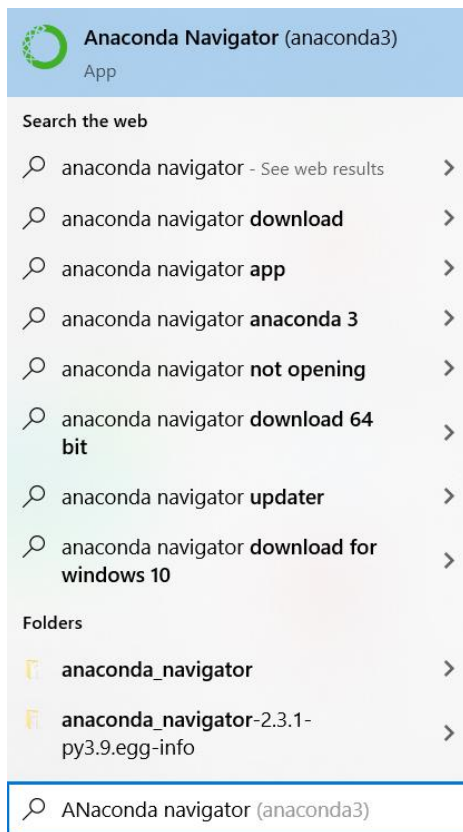 Anaconda Navigator (anaconda3)
App
Search the web
anaconda navigator - See web results
anaconda navigator download
anaconda navigator app
anaconda navigator anaconda 3
anaconda navigator not opening
anaconda navigator download 64
bit
anaconda navigator updater
anaconda navigator download for
windows 10
Folders
anaconda_navigator
anaconda_navigator-2.3.1-
py3.9.egg-info
ANaconda navigator (anaconda3)